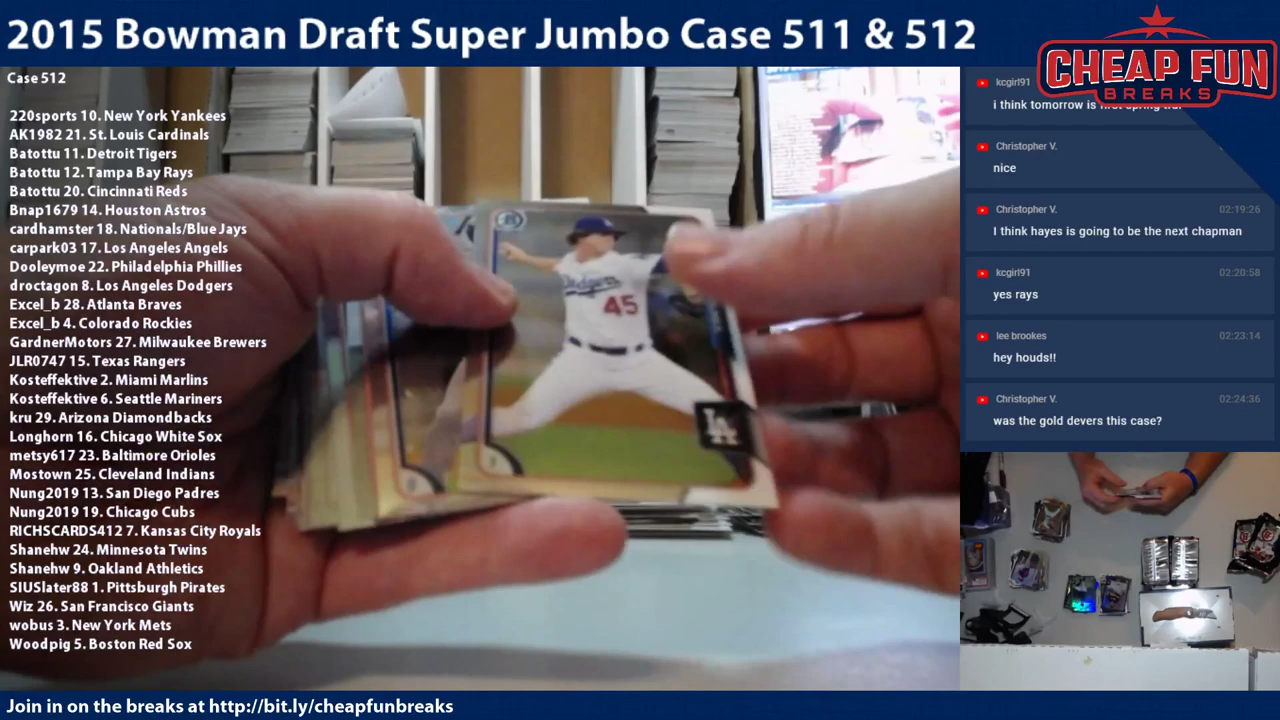 2015 Bowman Draft Super Jumbo Case 511 & 512
CHEAP FUN
BREAKS
Case 512
220sports 10. New York Yankees
AK1982 21. St. Louis Cardinals
Batottu 11. Detroit Tigers
Batottu 12. Tampa Bay Rays
Batottu 20. Cincinnati Reds
Bnap1679 14. Houston Astros
cardhamster 18. Nationals/Blue Jays
carpark03 17. Los Angeles Angels
Dooleymoe 22. Philadelphia Phillies
droctagon 8. Los Angeles Dodgers
Excel_b 28. Atlanta Braves
Excel_b 4. Colorado Rockies
GardnerMotors 27. Milwaukee Brewers
JLR0747 15. Texas Rangers
Kosteffektive 2. Miami Marlins
Kosteffektive 6. Seattle Mariners
kru 29. Arizona Diamondbacks
Longhorn 16. Chicago White Sox
metsy617 23. Baltimore Orioles
Mostown 25. Cleveland Indians
Nung2019 13. San Diego Padres
Nung2019 19. Chicago Cubs
RICHSCARDS412 7. Kansas City Royals
Shanehw 24. Minnesota Twins
Shanehw 9. Oakland Athletics
SIUSlater88 1. Pittsburgh Pirates
Wiz 26. San Francisco Giants
wobus 3. New York Mets
Woodpig 5. Boston Red Sox
Dodgers
45
LA
kcgirl91
i think tomorrow is first spring
Christopher V.
nice
Christopher V. 02:19:26
I think hayes is going to be the next chapman
kcgirl91 02:20:58
yes rays
lee brookes 02:23:14
hey houds!!
Christopher V. 02:24:36
was the gold devers this case?
Join in on the breaks at http://bit.ly/cheapfunbreaks